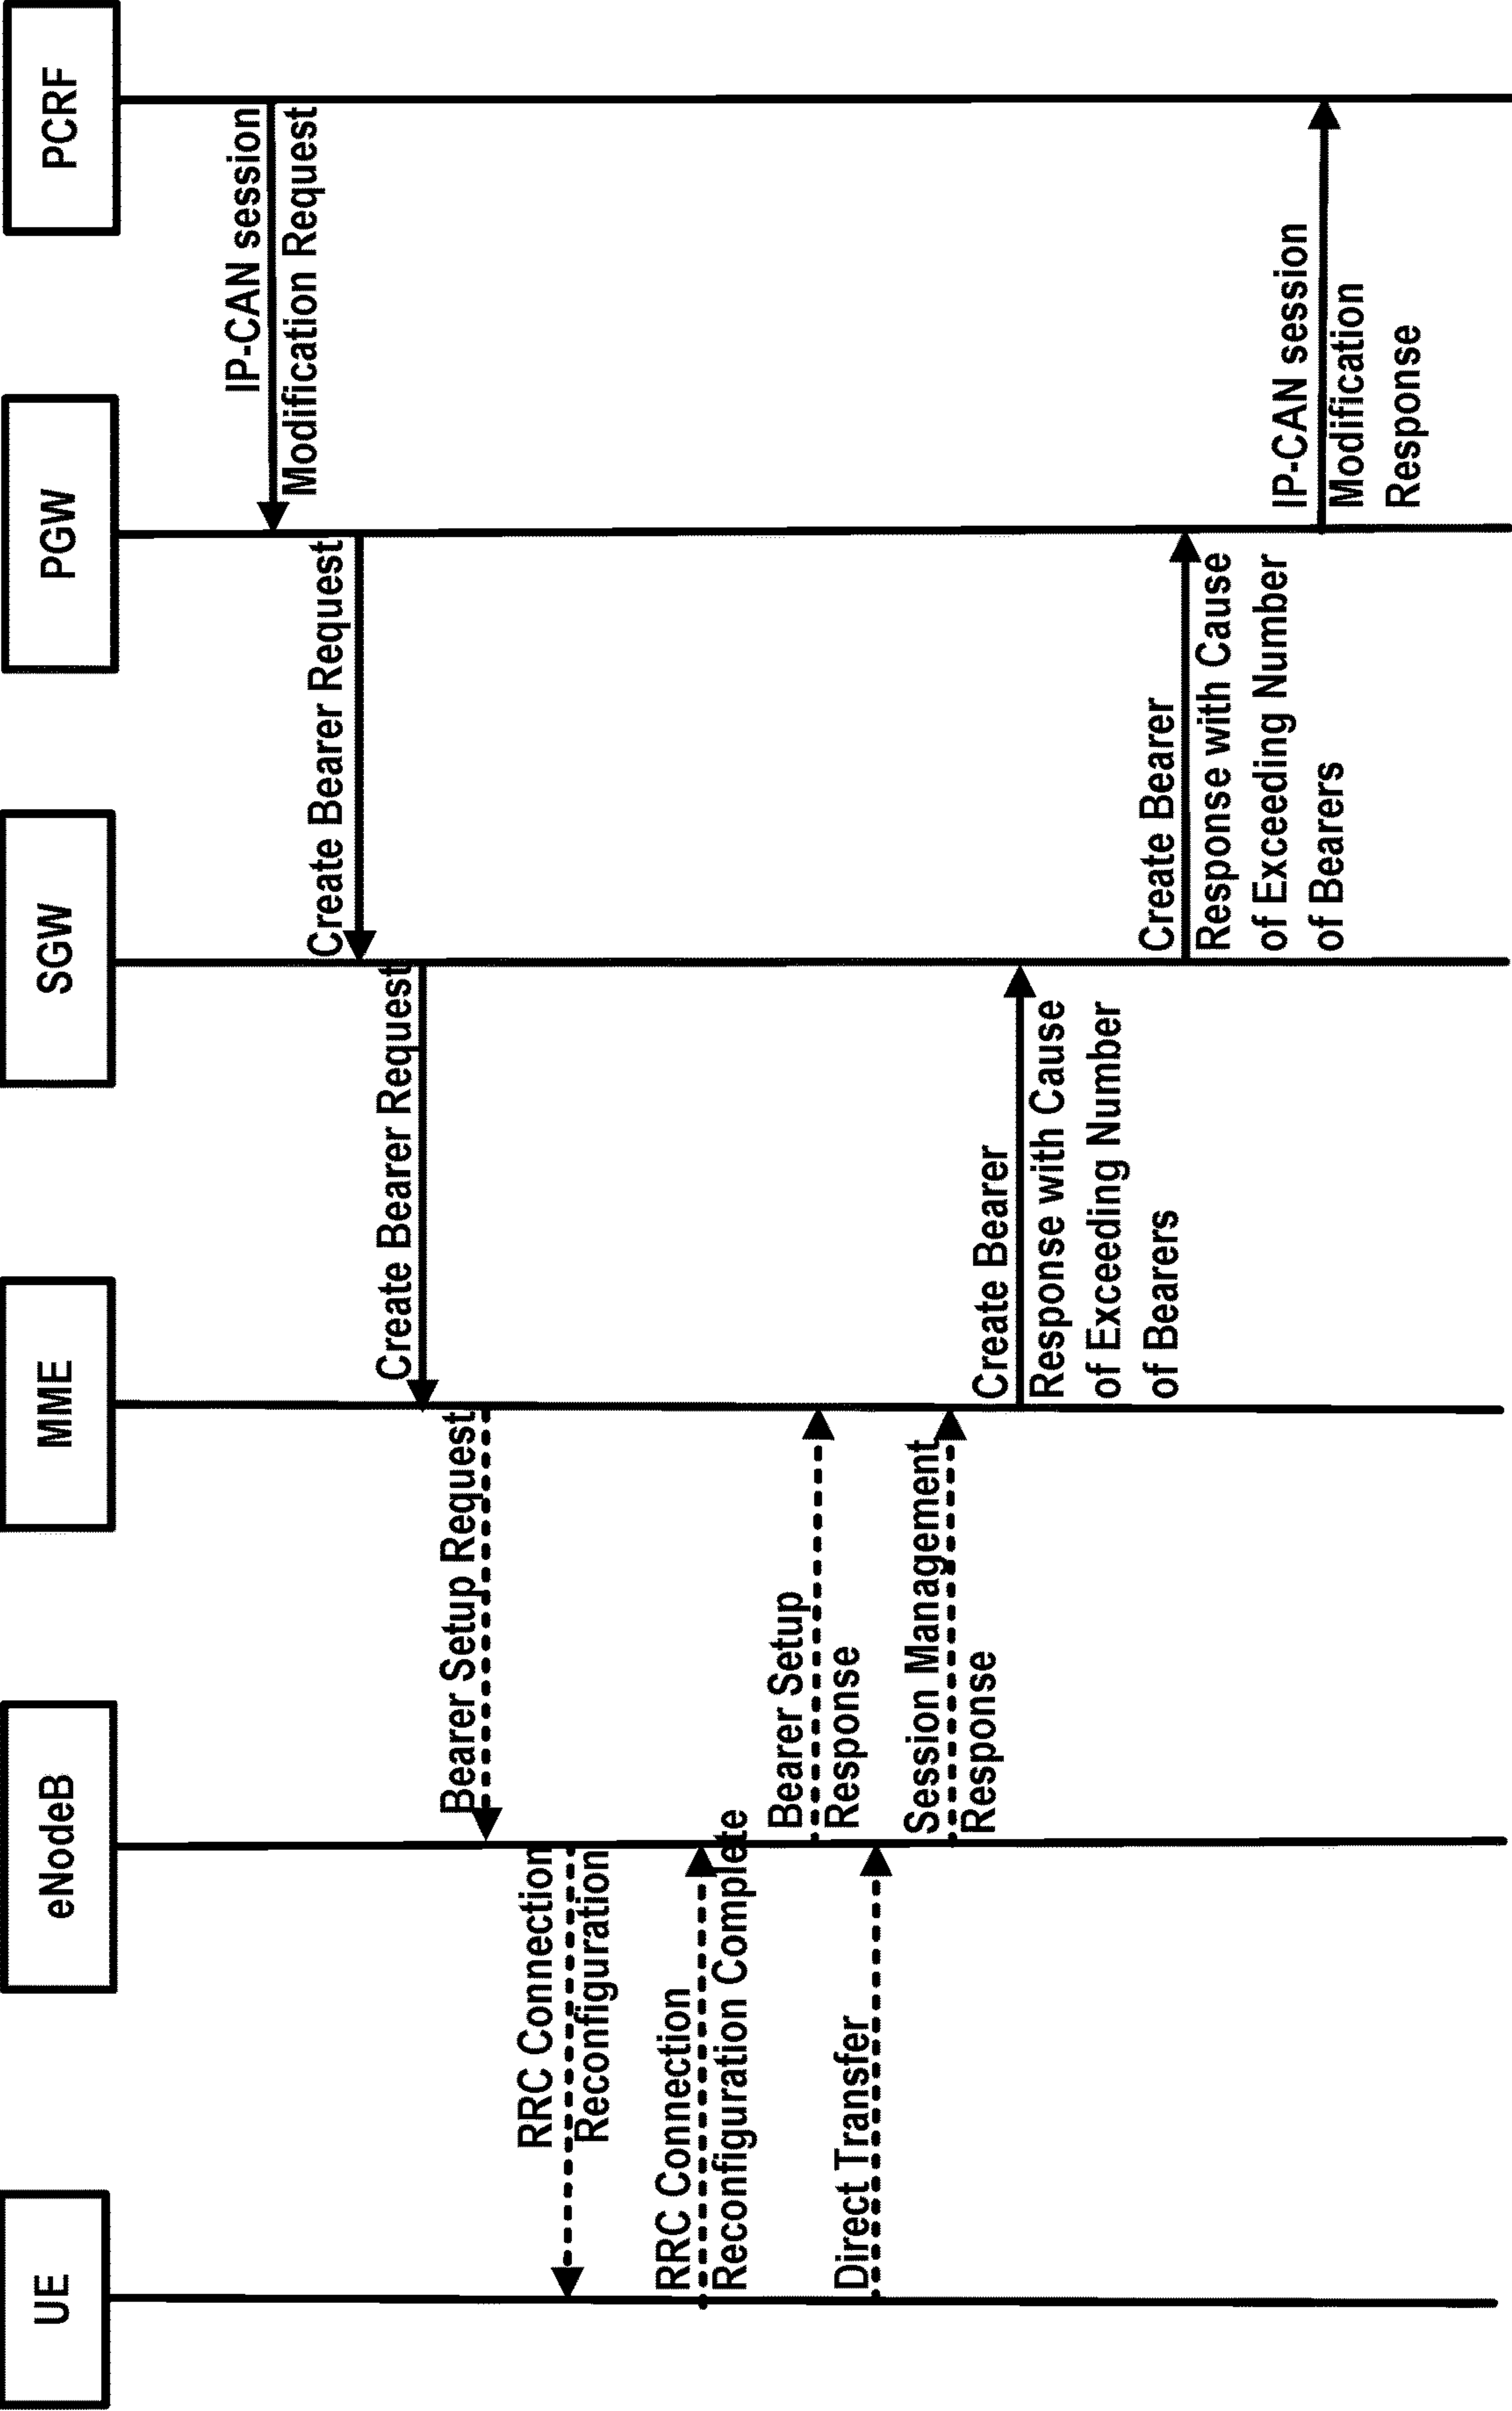 UE
eNodeB
MME
SGW
PGW
PCRF
IP-CAN session
Modification Request
Create Bearer Request
Create Bearer Request
Bearer Setup Request
RRC Connection
Reconfiguration
RRC Connection
Reconfiguration Complete
Bearer Setup
Response
Direct Transfer
Session Management
Response
Create Bearer
Response with Cause
of Exceeding Number
of Bearers
Create Bearer
Response with Cause
of Exceeding Number
of Bearers
IP-CAN session
Modification
Response